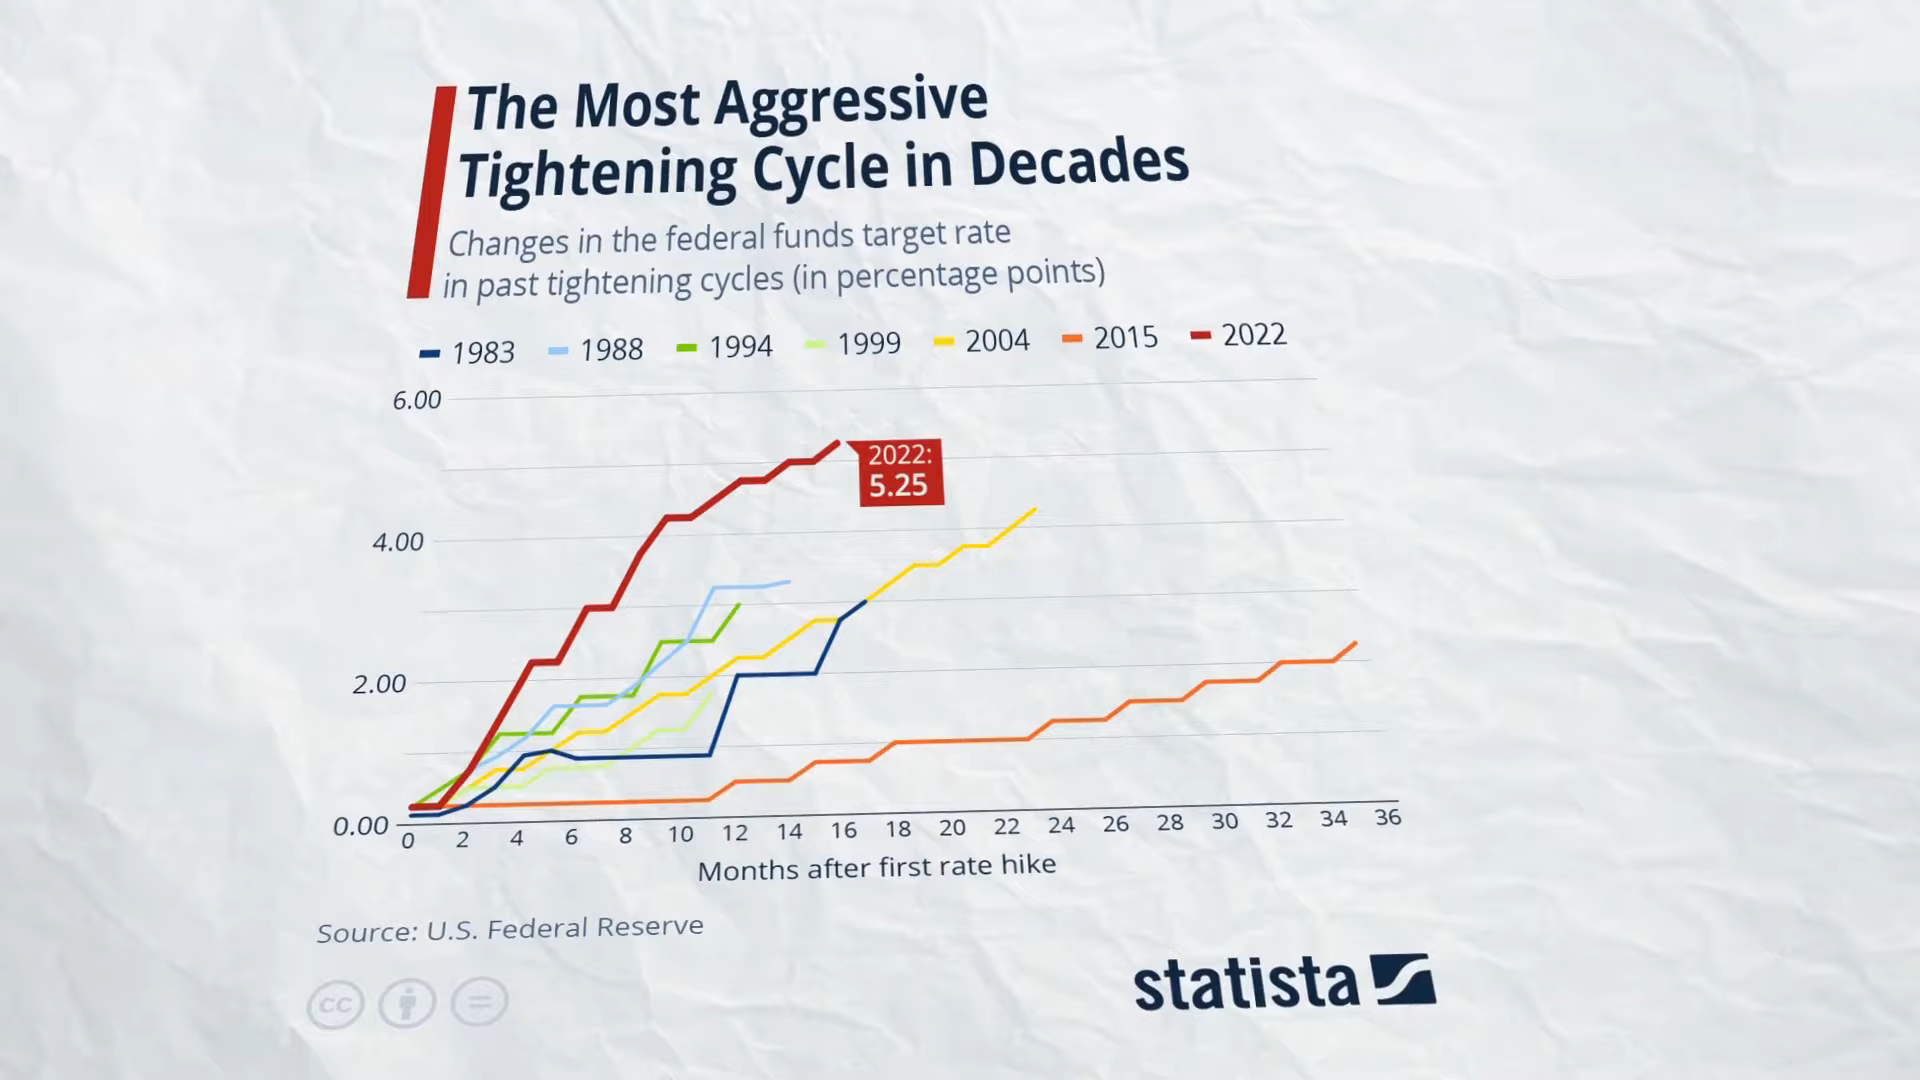 The Most Aggressive
Tightening Cycle in Decades
Changes in the federal funds target rate
in past tightening cycles (in percentage points)
1983 1988 1994 1999 2004 2015 2022
6.00
2022:
5.25
4.00
2.00
0.00
0 2 4 6 8 10 12 14 16 18 20 22 24 26 28 30 32 34 36
Months after first rate hike
Source: U.S. Federal Reserve
cc
statista